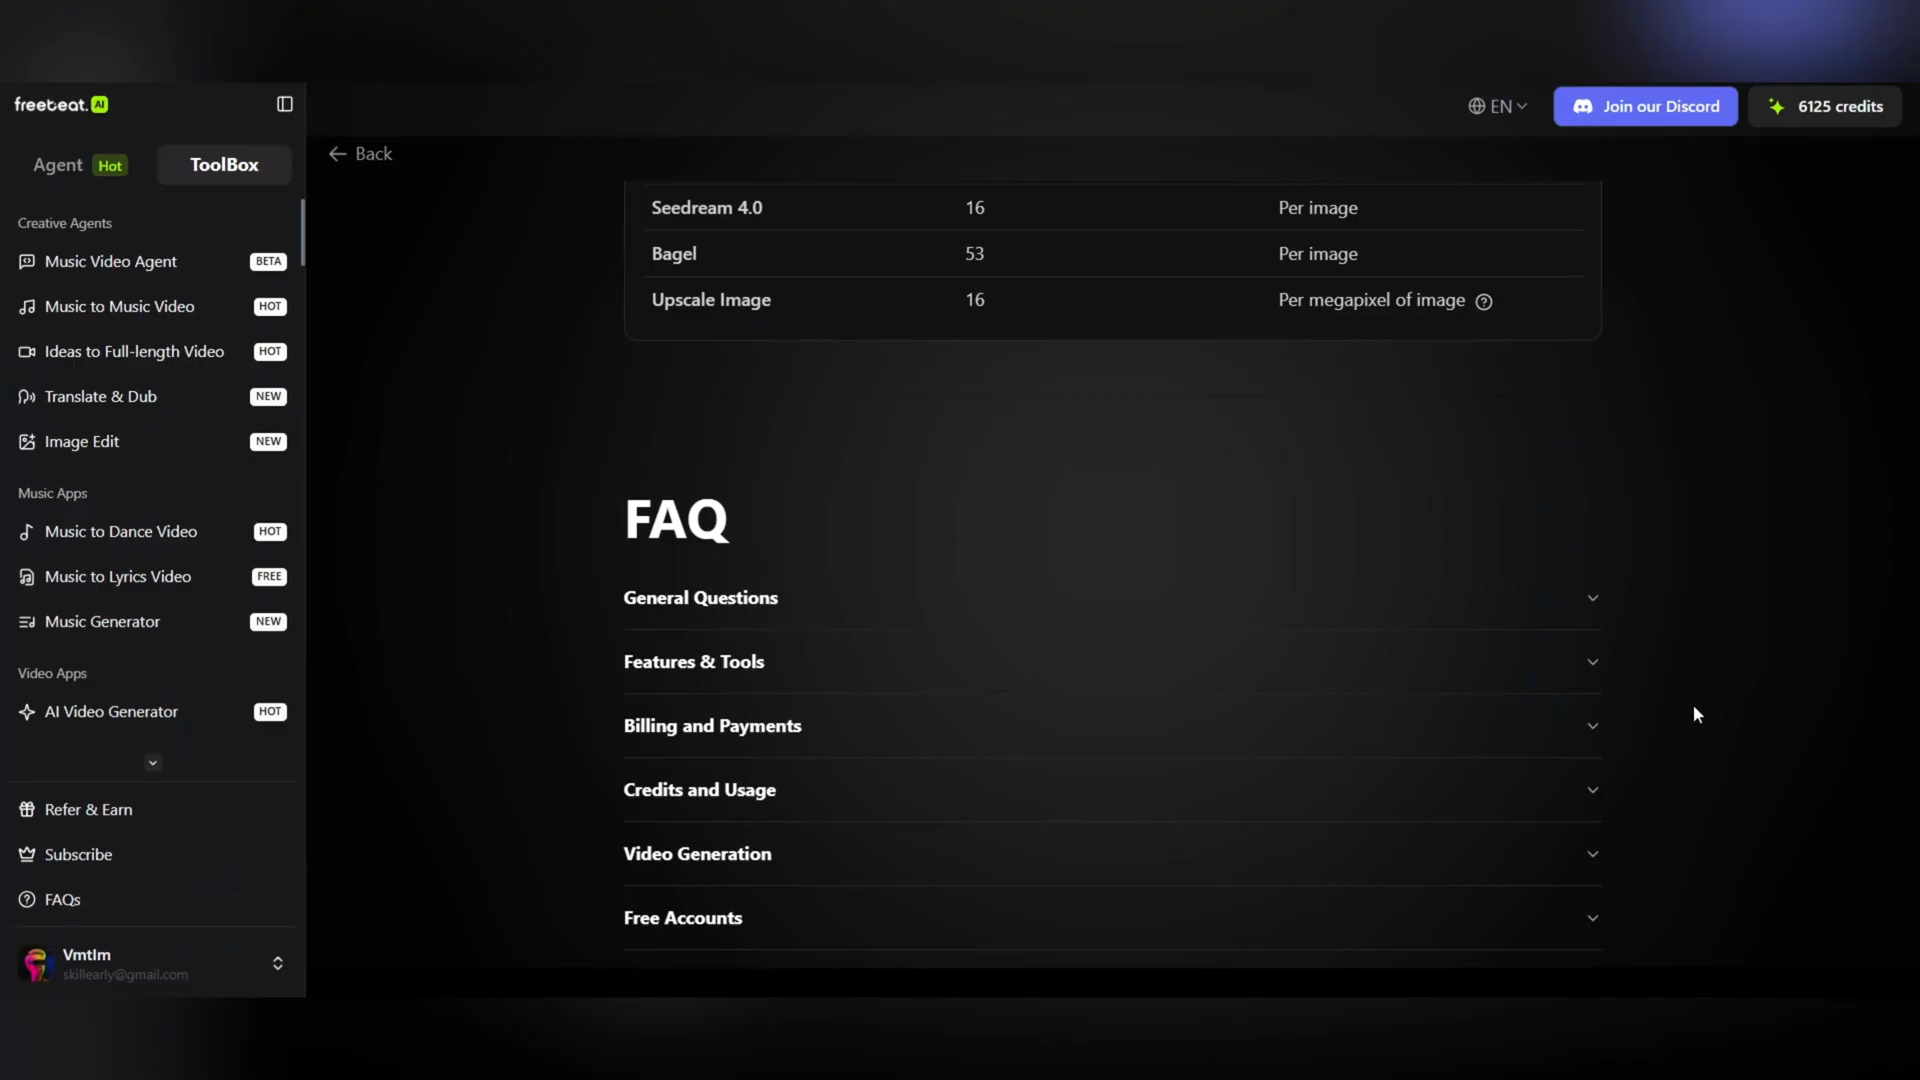 freebeat. AI
Agent Hot
ToolBox
Creative Agents
Music Video Agent BETA
Music to Music Video HOT
Ideas to Full-length Video HOT
Translate & Dub NEW
Image Edit NEW
Music Apps
Music to Dance Video HOT
Music to Lyrics Video FREE
Music Generator NEW
Video Apps
AI Video Generator HOT
Refer & Earn
Subscribe
FAQs
Vmtlm
skillearly@gmail.com
EN
Join our Discord
6125 credits
Back
Seedream 4.0 16 Per image
Bagel 53 Per image
Upscale Image 16 Per megapixel of image
FAQ
General Questions
Features & Tools
Billing and Payments
Credits and Usage
Video Generation
Free Accounts